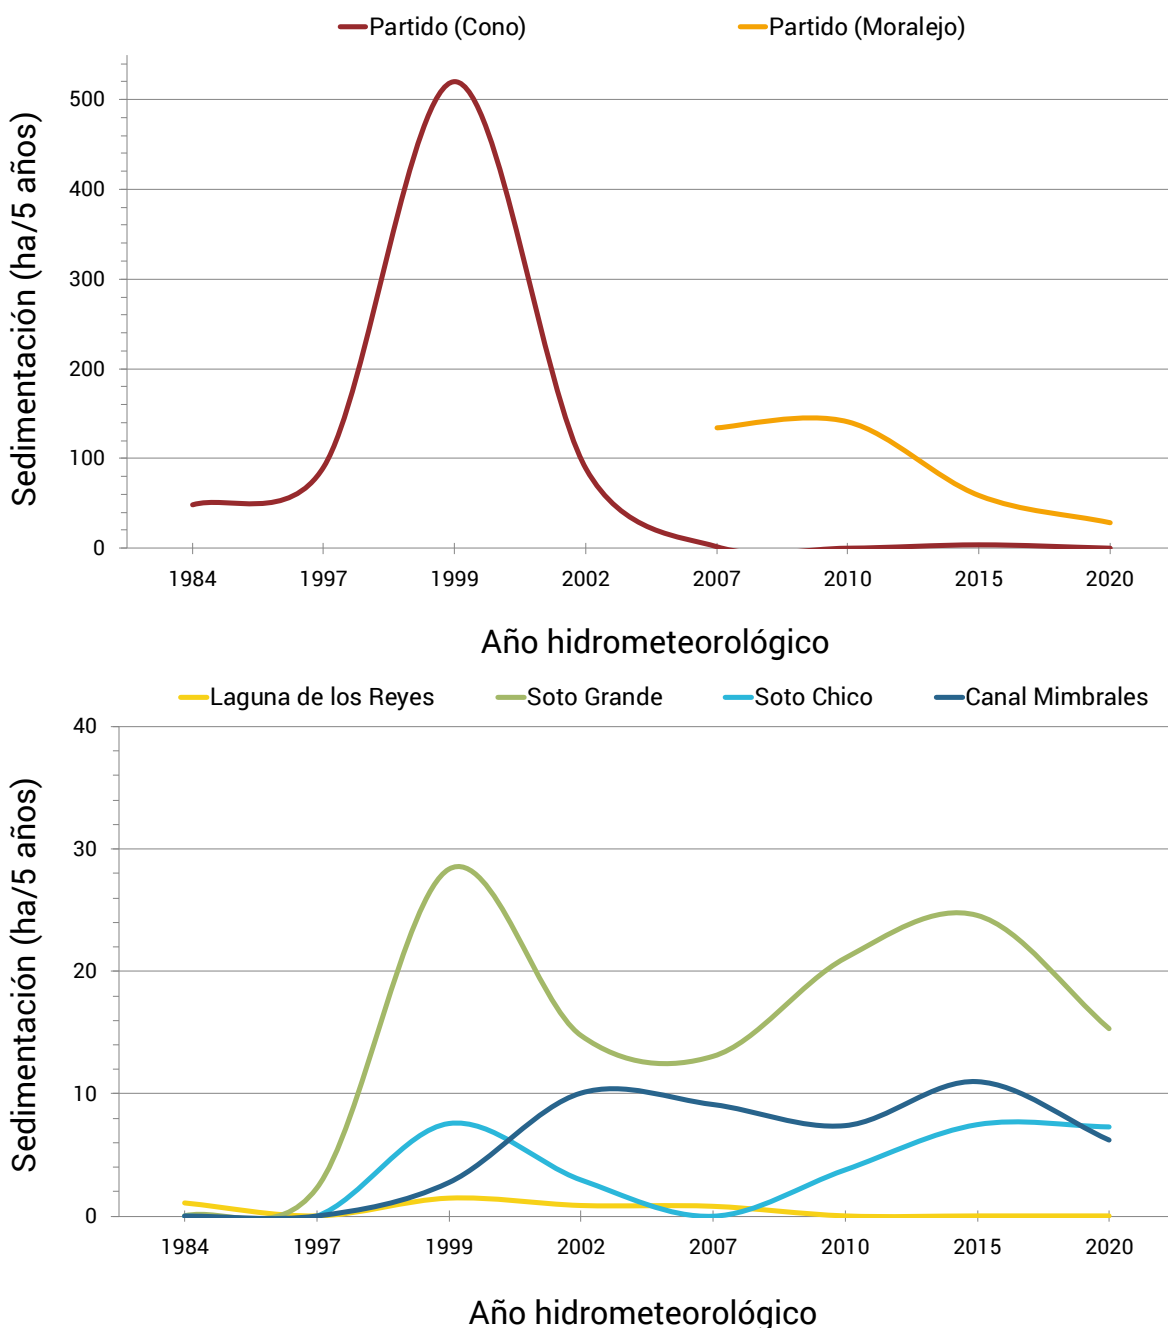 Partido (Cono) Partido (Moralejo)
Sedimentación (ha/5 años)
500
400
300
200
100
0
1984 1997 1999 2002 2007 2010 2015 2020
Año hidrometeorológico
Laguna de los Reyes Soto Grande Soto Chico Canal Mimbrales
Sedimentación (ha/5 años)
40
30
20
10
0
1984 1997 1999 2002 2007 2010 2015 2020
Año hidrometeorológico